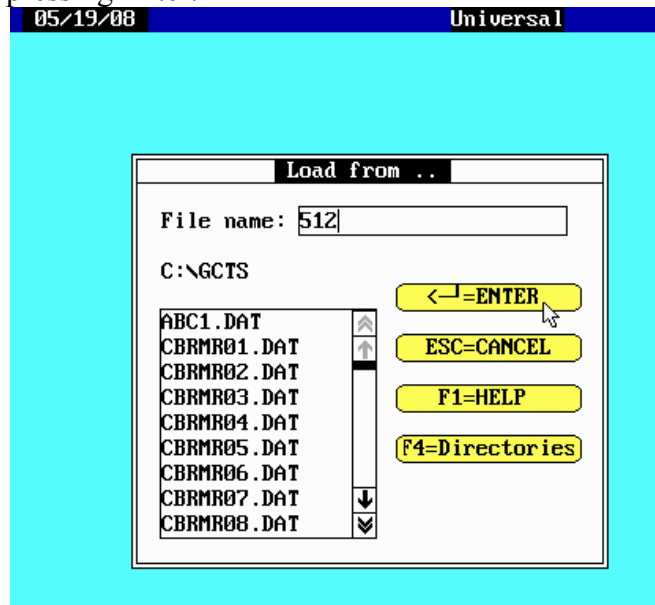 05/19/08 Universal
Load from ..
File name: 512
C:\GCTS
<─┘=ENTER
ABC1.DAT
CBRMR01.DAT
ESC=CANCEL
CBRMR02.DAT
CBRMR03.DAT
F1=HELP
CBRMR04.DAT
CBRMR05.DAT
F4=Directories
CBRMR06.DAT
CBRMR07.DAT
CBRMR08.DAT